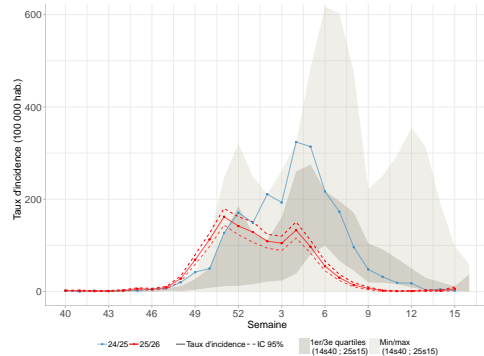 Taux d'incidence (100 000 hab.)
600
400
200
0
40 43 46 49 52 3 6 9 12 15
Semaine
24/25 25/26 Taux d'incidence IC 95% 1er/3e quartiles Min/max
(14s40 ; 25s15) (14s40 ; 25s15)